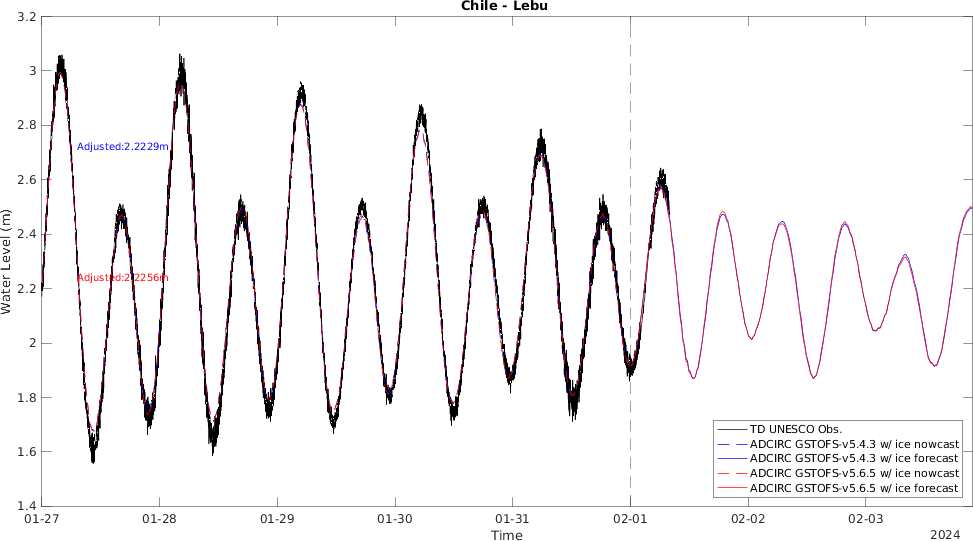 Chile - Lebu
3.2
3
2.8
2.6
2.4
2.2
2
1.8
1.6
1.4
Water Level (m)
Adjusted:2.2229m
Adjusted:2.2256m
TD UNESCO Obs.
ADCIRC GSTOFS-v5.4.3 w/ ice nowcast
ADCIRC GSTOFS-v5.4.3 w/ ice forecast
ADCIRC GSTOFS-v5.6.5 w/ ice nowcast
ADCIRC GSTOFS-v5.6.5 w/ ice forecast
01-27 01-28 01-29 01-30 01-31 02-01 02-02 02-03
Time
2024